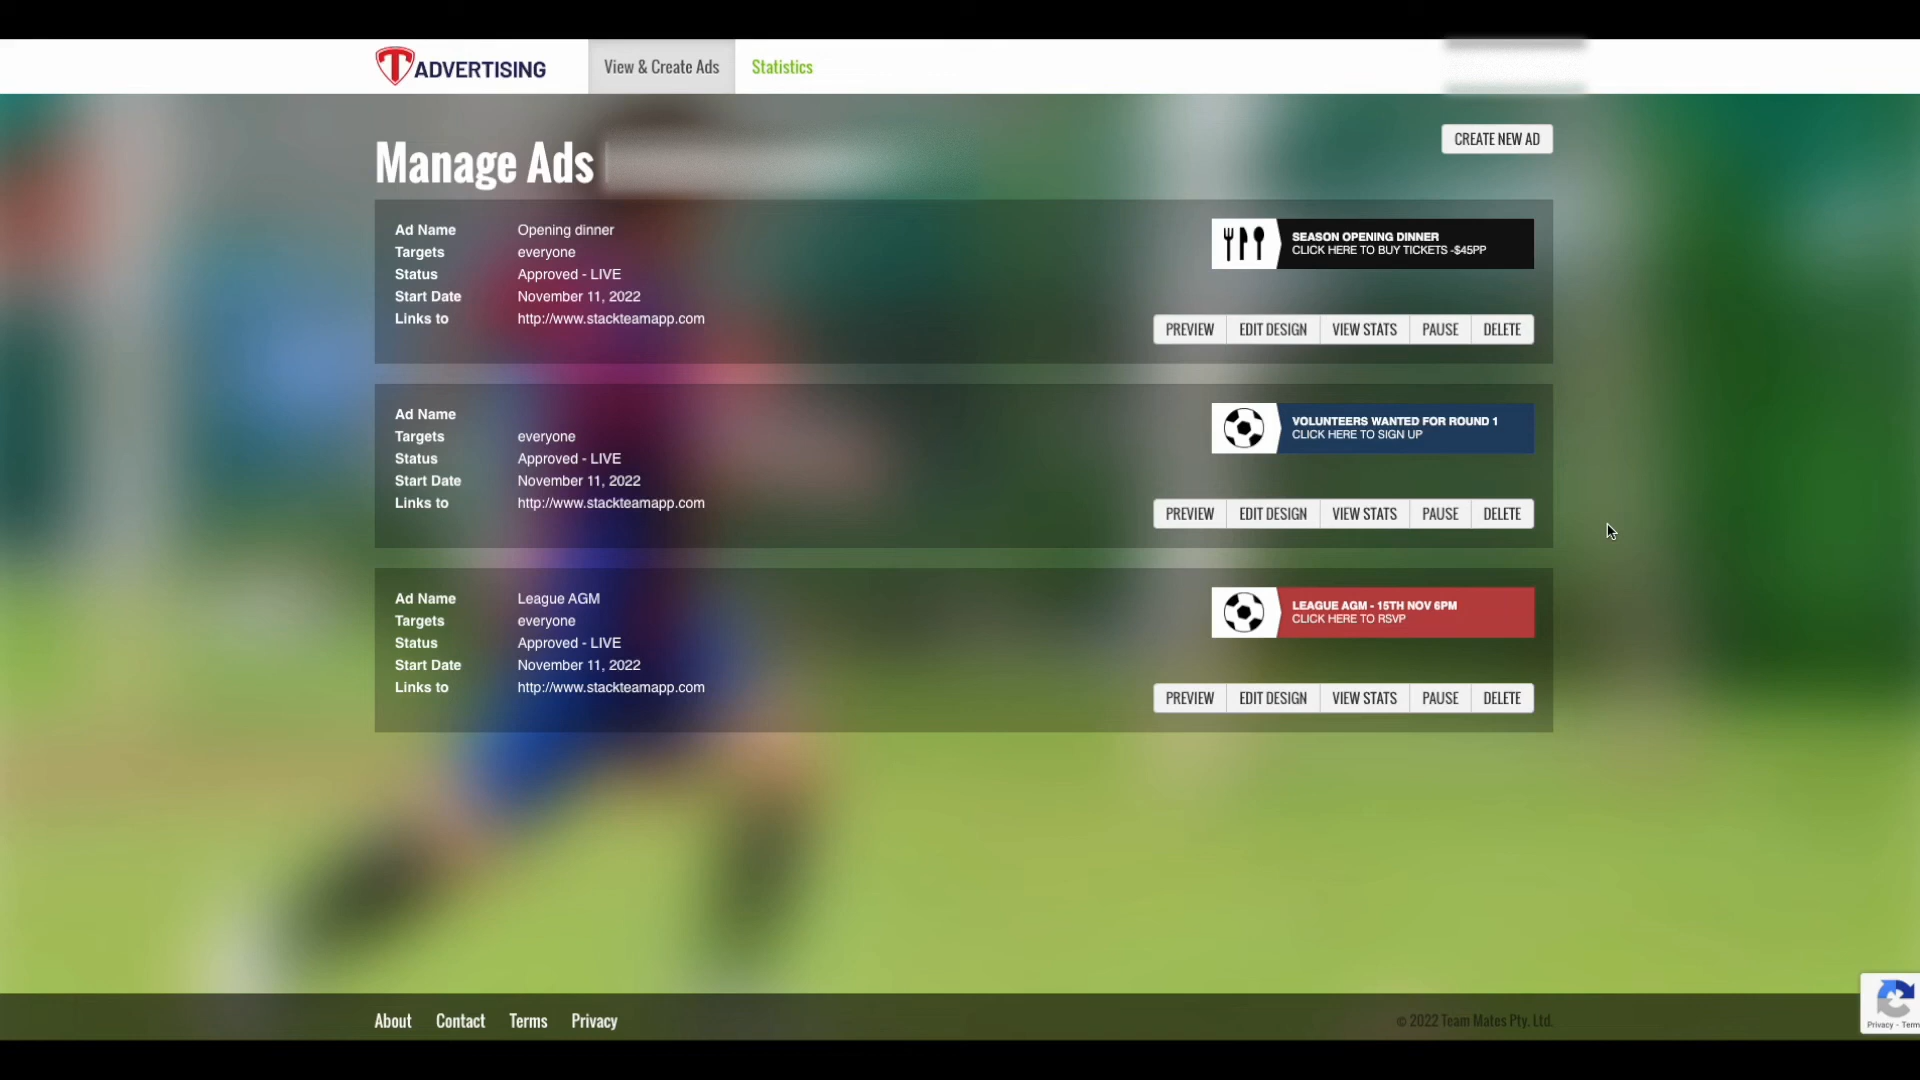 ADVERTISING
View & Create Ads
Statistics
Manage Ads
CREATE NEW AD
Ad Name Opening dinner
Targets everyone
Status Approved - LIVE
Start Date November 11, 2022
Links to http://www.stackteamapp.com
SEASON OPENING DINNER
CLICK HERE TO BUY TICKETS -$45PP
PREVIEW EDIT DESIGN VIEW STATS PAUSE DELETE
Ad Name
Targets everyone
Status Approved - LIVE
Start Date November 11, 2022
Links to http://www.stackteamapp.com
VOLUNTEERS WANTED FOR ROUND 1
CLICK HERE TO SIGN UP
PREVIEW EDIT DESIGN VIEW STATS PAUSE DELETE
Ad Name League AGM
Targets everyone
Status Approved - LIVE
Start Date November 11, 2022
Links to http://www.stackteamapp.com
LEAGUE AGM - 15TH NOV 6PM
CLICK HERE TO RSVP
PREVIEW EDIT DESIGN VIEW STATS PAUSE DELETE
About Contact Terms Privacy
© 2022 Team Mates Pty. Ltd.
Privacy - Term